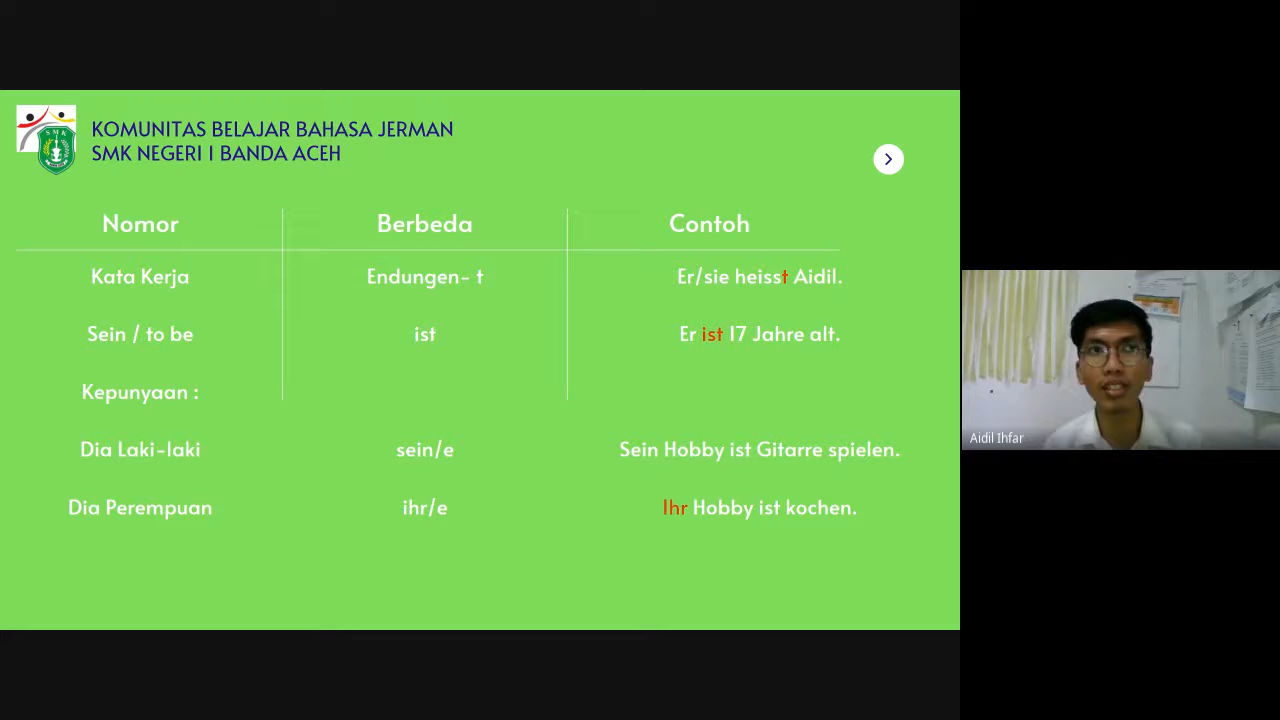 KOMUNITAS BELAJAR BAHASA JERMAN
SMK NEGERI 1 BANDA ACEH
SMK
Nomor Berbeda Contoh
Kata Kerja Endungen- t Er/sie heisst Aidil.
Sein / to be ist Er ist 17 Jahre alt.
Kepunyaan :
Dia Laki-laki sein/e Sein Hobby ist Gitarre spielen.
Dia Perempuan ihr/e Ihr Hobby ist kochen.
Aidil Ihfar